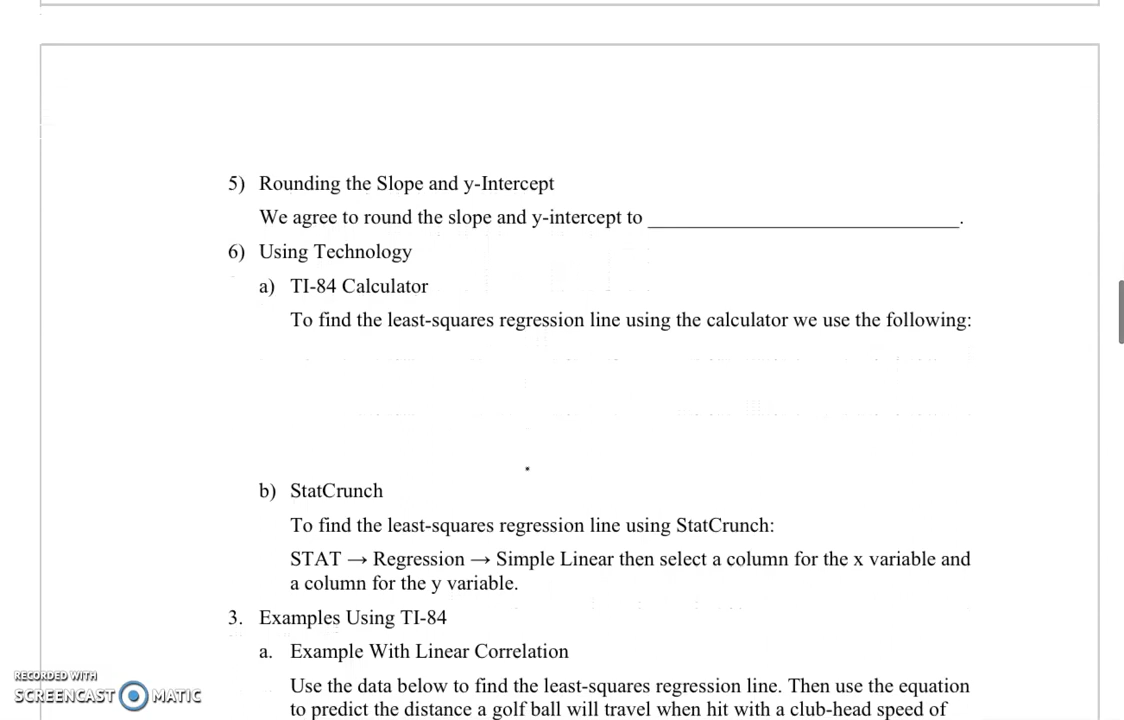 5) Rounding the Slope and y-Intercept
We agree to round the slope and y-intercept to ______________________________.
6) Using Technology
a) TI-84 Calculator
To find the least-squares regression line using the calculator we use the following:
b) StatCrunch
To find the least-squares regression line using StatCrunch:
STAT → Regression → Simple Linear then select a column for the x variable and
a column for the y variable.
3. Examples Using TI-84
a. Example With Linear Correlation
Use the data below to find the least-squares regression line. Then use the equation
to predict the distance a golf ball will travel when hit with a club-head speed of
RECORDED WITH
SCREENCAST MATIC